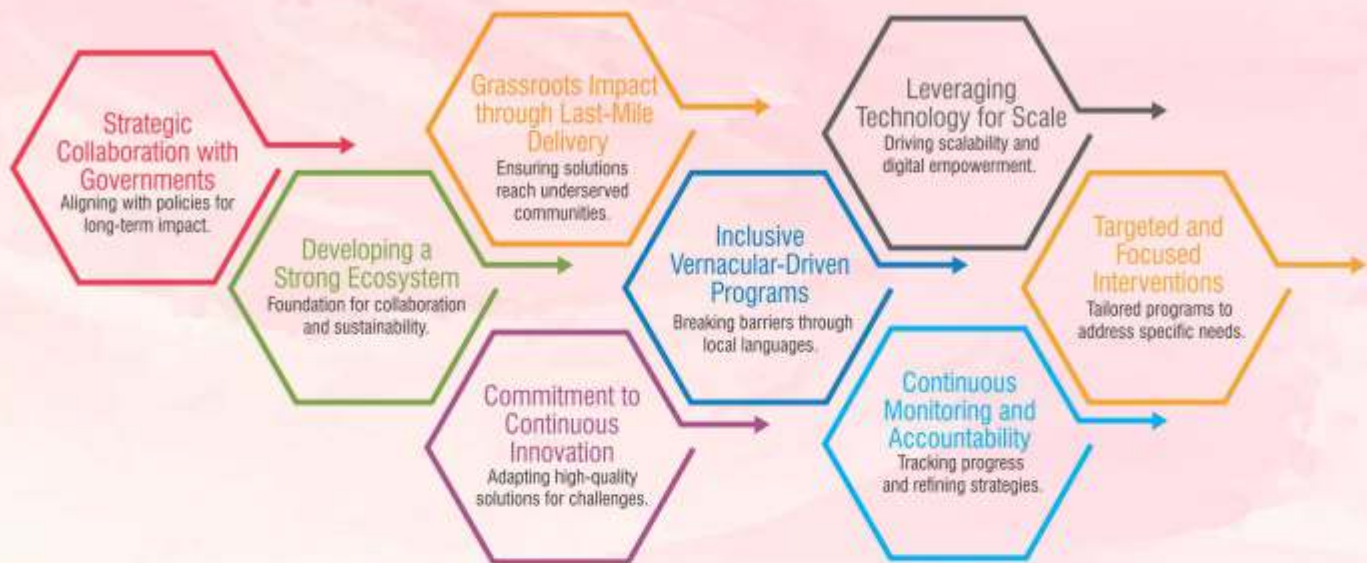 Strategic
Collaboration with
Governments
Aligning with policies for
long-term impact.
Developing a
Strong Ecosystem
Foundation for collaboration
and sustainability.
Grassroots Impact
through Last-Mile
Delivery
Ensuring solutions
reach underserved
communities.
Commitment to
Continuous
Innovation
Adapting high-quality
solutions for challenges.
Inclusive
Vernacular-Driven
Programs
Breaking barriers through
local languages.
Leveraging
Technology for Scale
Driving scalability and
digital empowerment.
Continuous
Monitoring and
Accountability
Tracking progress
and refining strategies.
Targeted and
Focused
Interventions
Tailored programs to
address specific needs.